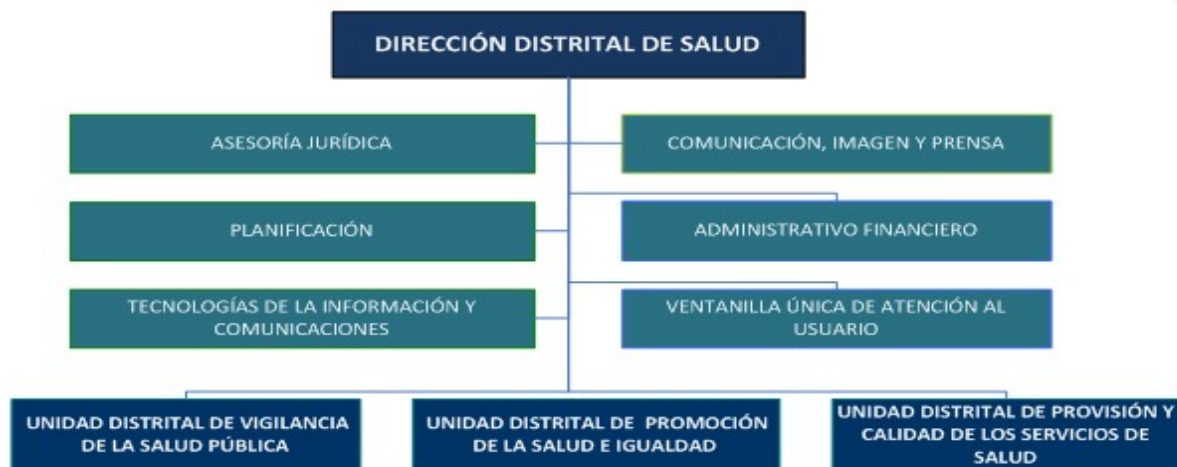 DIRECCIÓN DISTRITAL DE SALUD
ASESORÍA JURÍDICA
COMUNICACIÓN, IMAGEN Y PRENSA
PLANIFICACIÓN
ADMINISTRATIVO FINANCIERO
TECNOLOGÍAS DE LA INFORMACIÓN Y
COMUNICACIONES
VENTANILLA ÚNICA DE ATENCIÓN AL
USUARIO
UNIDAD DISTRITAL DE VIGILANCIA
DE LA SALUD PÚBLICA
UNIDAD DISTRITAL DE PROMOCIÓN
DE LA SALUD E IGUALDAD
UNIDAD DISTRITAL DE PROVISIÓN Y
CALIDAD DE LOS SERVICIOS DE
SALUD